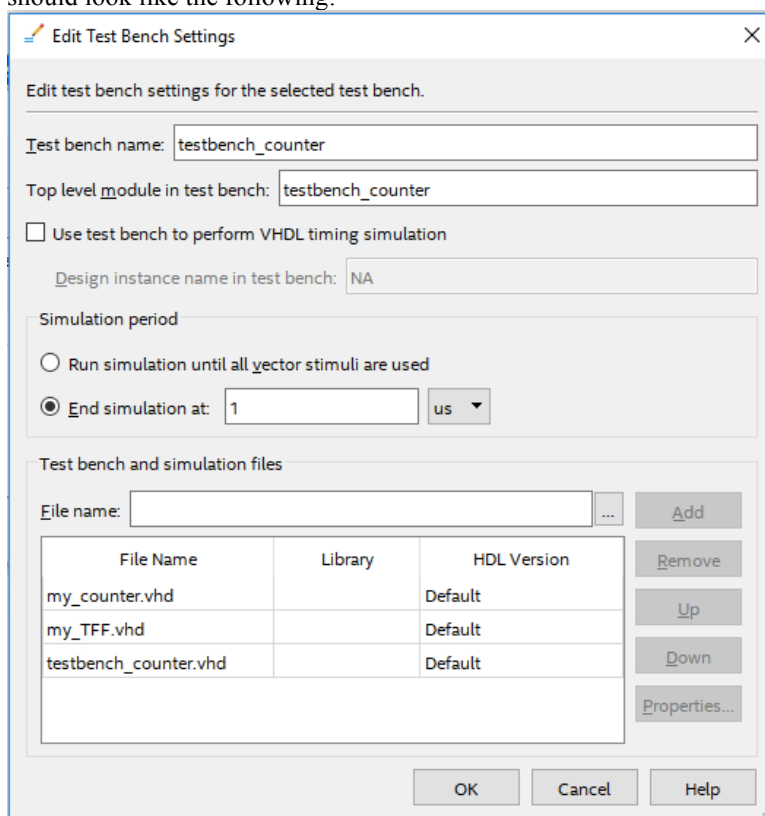 should look like the following:
Edit Test Bench Settings
Edit test bench settings for the selected test bench.
Test bench name: testbench_counter
Top level module in test bench: testbench_counter
Use test bench to perform VHDL timing simulation
Design instance name in test bench: NA
Simulation period
Run simulation until all vector stimuli are used
End simulation at: 1 us
Test bench and simulation files
File name: ... Add
File Name Library HDL Version Remove
my_counter.vhd Default
Up
my_TFF.vhd Default
testbench_counter.vhd Default Down
Properties...
OK Cancel Help